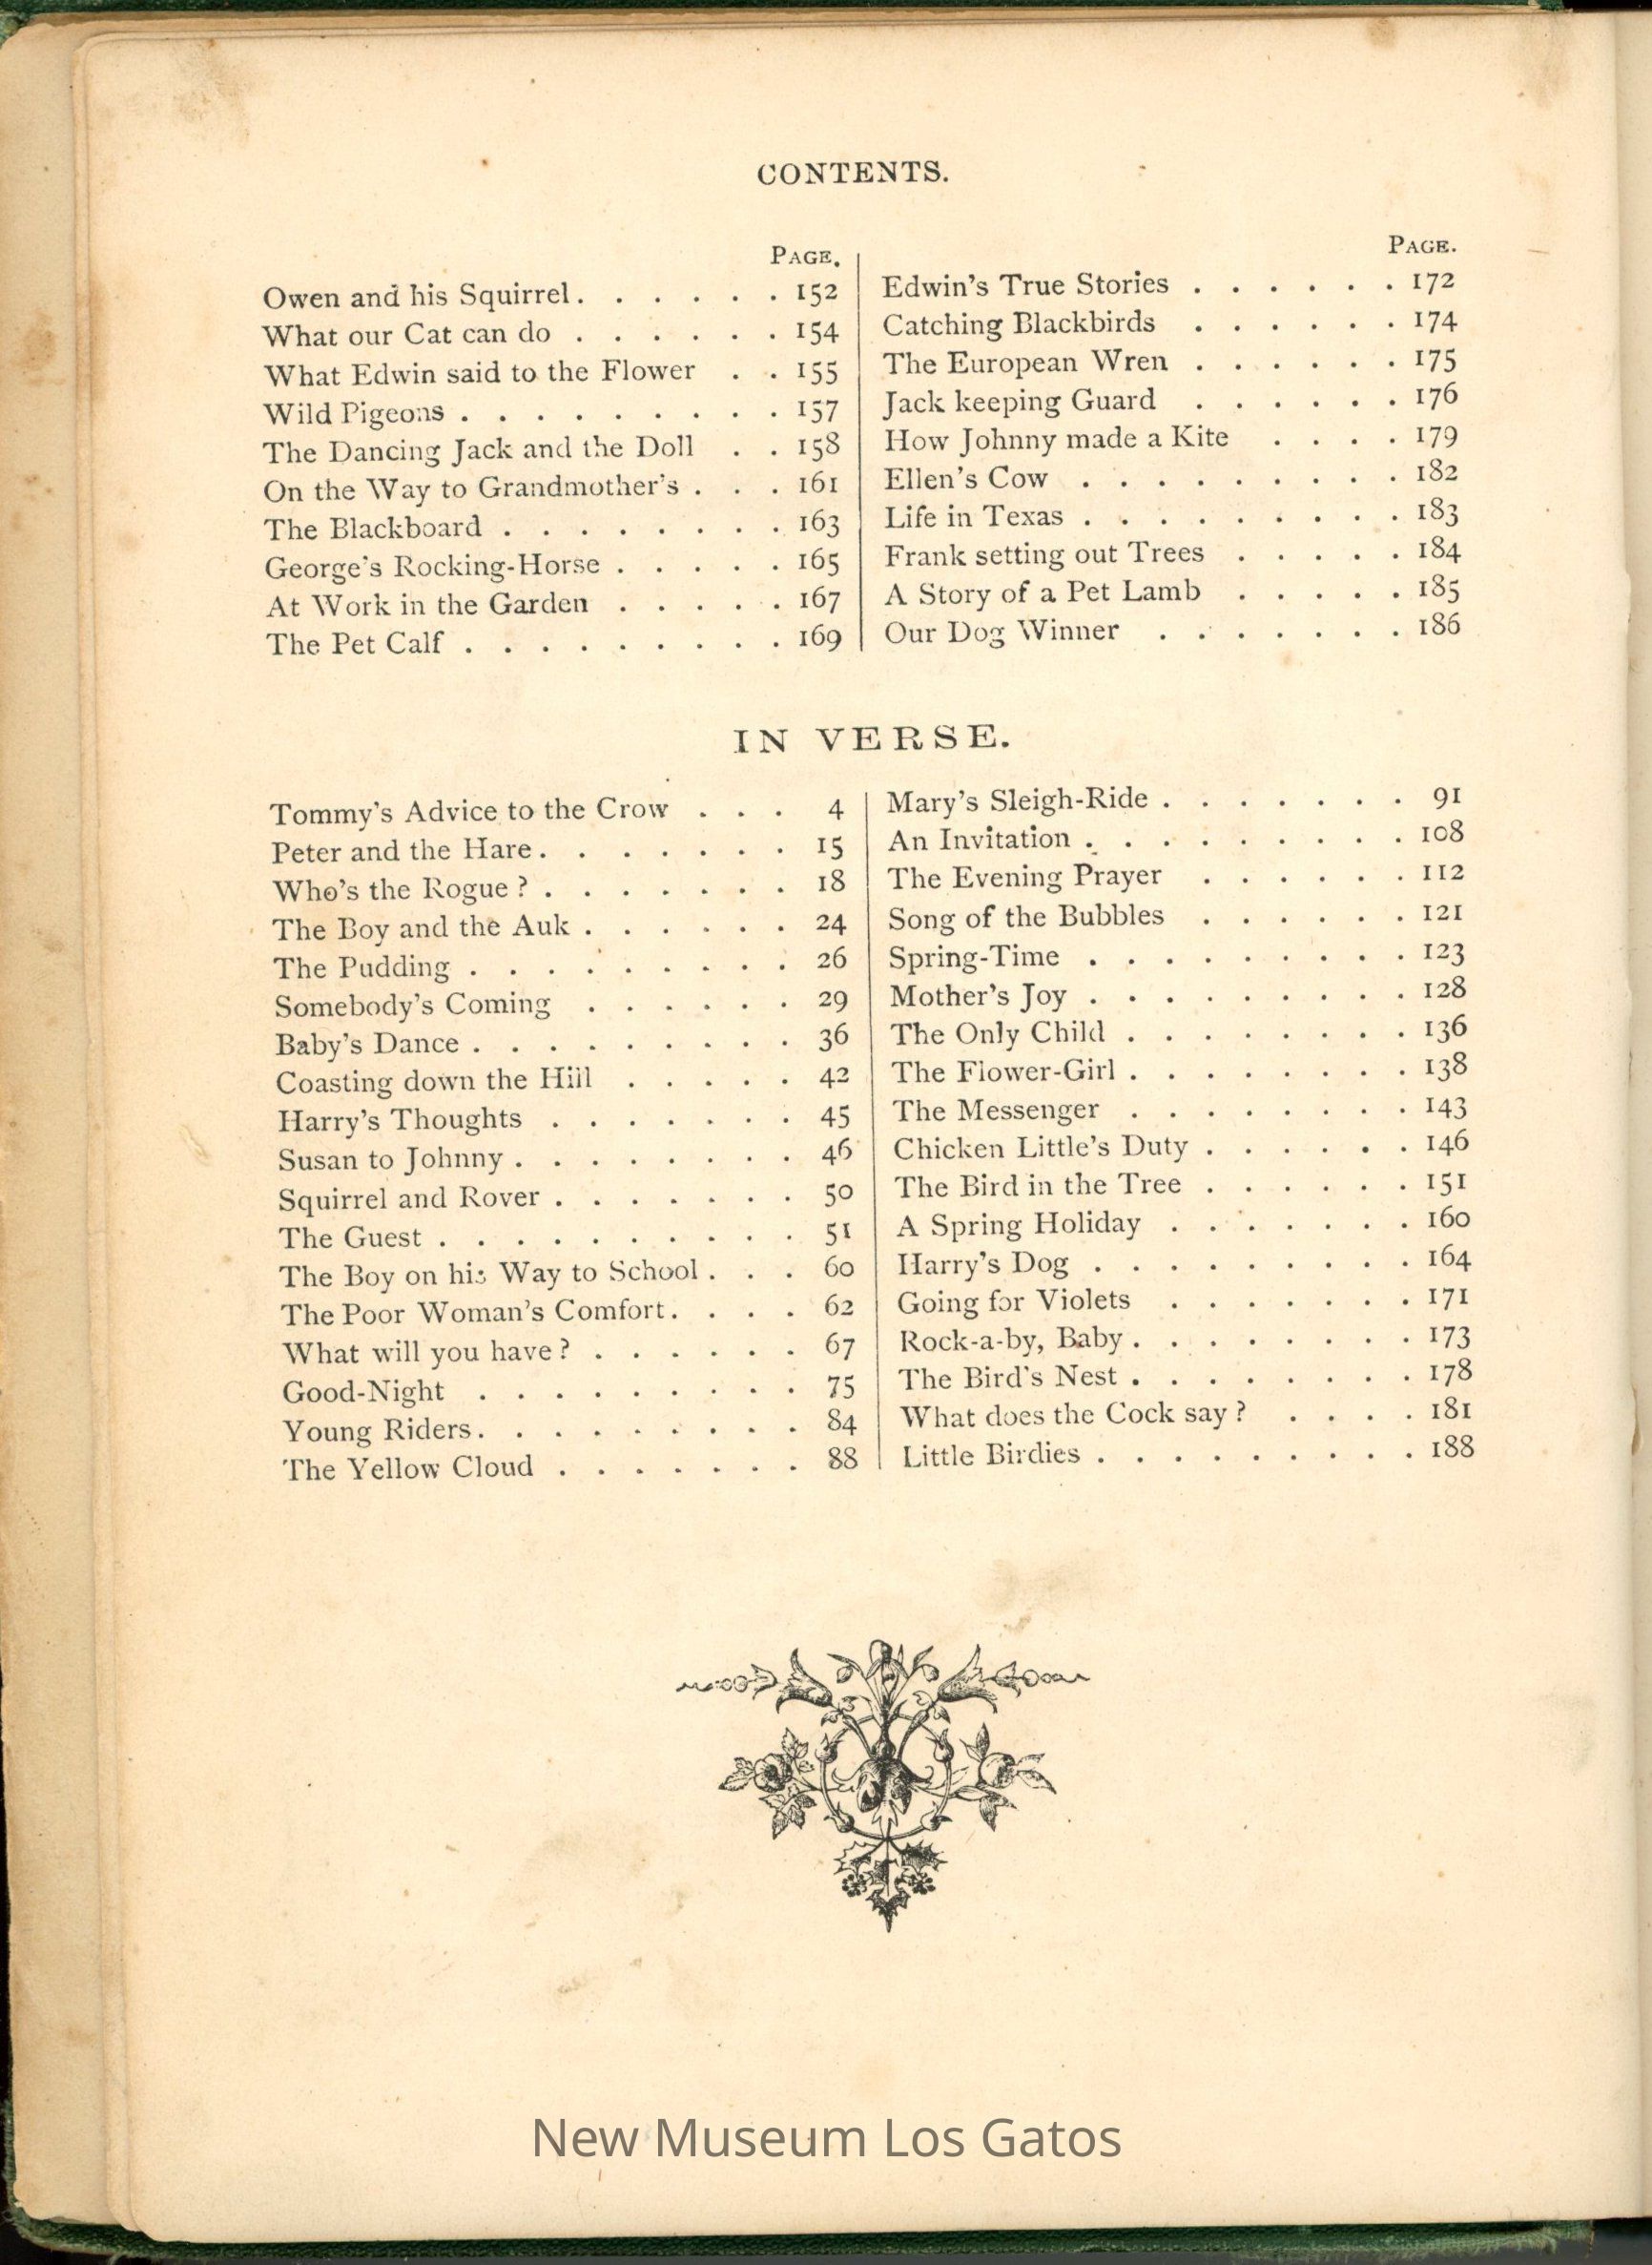 CONTENTS.
PAGE.
Owen and his Squirrel. . . . . . 152
What our Cat can do . . . . . . 154
What Edwin said to the Flower . . 155
Wild Pigeons . . . . . . . . . 157
The Dancing Jack and the Doll . . 158
On the Way to Grandmother's . . . 161
The Blackboard . . . . . . . . 163
George's Rocking-Horse . . . . . 165
At Work in the Garden . . . . . 167
The Pet Calf . . . . . . . . . 169
PAGE.
Edwin's True Stories . . . . . . 172
Catching Blackbirds . . . . . . 174
The European Wren . . . . . . 175
Jack keeping Guard . . . . . . 176
How Johnny made a Kite . . . . 179
Ellen's Cow . . . . . . . . . 182
Life in Texas . . . . . . . . . 183
Frank setting out Trees . . . . . 184
A Story of a Pet Lamb . . . . . 185
Our Dog Winner . . . . . . . 186
IN VERSE.
Tommy's Advice to the Crow . . . 4
Peter and the Hare. . . . . . . 15
Who's the Rogue? . . . . . . . 18
The Boy and the Auk . . . . . . 24
The Pudding . . . . . . . . . 26
Somebody's Coming . . . . . . 29
Baby's Dance . . . . . . . . . 36
Coasting down the Hill . . . . . 42
Harry's Thoughts . . . . . . . 45
Susan to Johnny . . . . . . . . 46
Squirrel and Rover . . . . . . . 50
The Guest . . . . . . . . . . 51
The Boy on his Way to School . . . 60
The Poor Woman's Comfort. . . . 62
What will you have? . . . . . . 67
Good-Night . . . . . . . . . 75
Young Riders. . . . . . . . . 84
The Yellow Cloud . . . . . . . 88
Mary's Sleigh-Ride . . . . . . . 91
An Invitation . . . . . . . . . 108
The Evening Prayer . . . . . . 112
Song of the Bubbles . . . . . . 121
Spring-Time . . . . . . . . . 123
Mother's Joy . . . . . . . . . 128
The Only Child . . . . . . . . 136
The Flower-Girl . . . . . . . . 138
The Messenger . . . . . . . . 143
Chicken Little's Duty . . . . . . 146
The Bird in the Tree . . . . . . 151
A Spring Holiday . . . . . . . 160
Harry's Dog . . . . . . . . . 164
Going for Violets . . . . . . . 171
Rock-a-by, Baby . . . . . . . . 173
The Bird's Nest . . . . . . . . 178
What does the Cock say? . . . . 181
Little Birdies . . . . . . . . . 188
New Museum Los Gatos